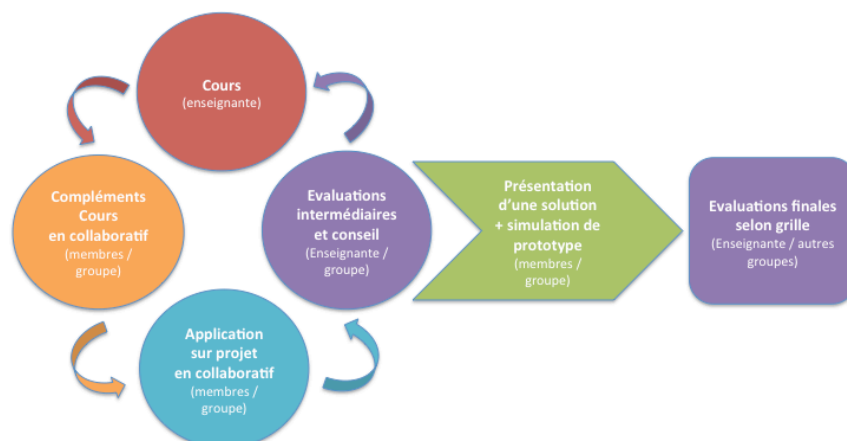 Cours
(enseignante)
Compléments
Cours
en collaboratif
(membres /
groupe)
Evaluations
intermédiaires
et conseil
(Enseignante /
groupe)
Présentation
d'une solution
+ simulation de
prototype
(membres /
groupe)
Evaluations finales
selon grille
(Enseignante / autres
groupes)
Application
sur projet
en collaboratif
(membres /
groupe)